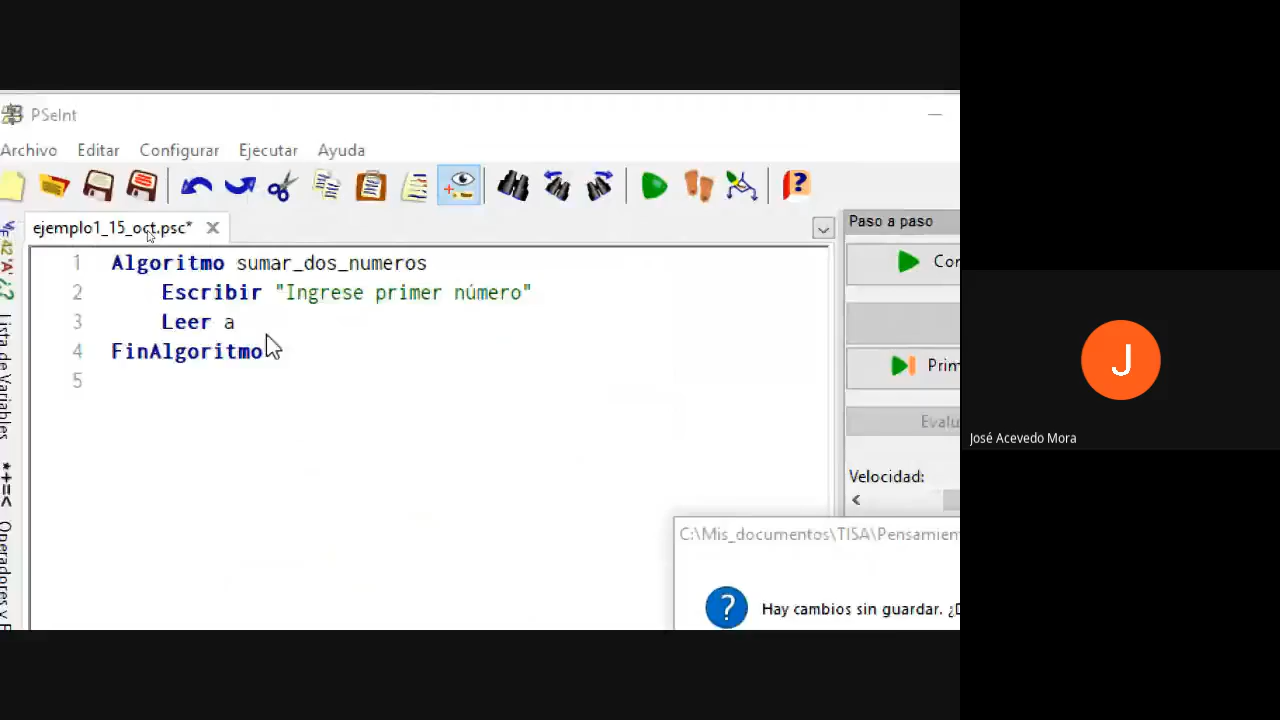 PSeInt
Archivo Editar Configurar Ejecutar Ayuda
ejemplo1_15_oct.psc*
Paso a paso
1 Algoritmo sumar_dos_numeros
2 Escribir "Ingrese primer número"
3 Leer a
4 FinAlgoritmo
5
Velocidad:
Lista de Variables
*+=<
Operadores y
C:\Mis_documentos\TISA\
Hay cambios sin guardar.
J
José Acevedo Mora